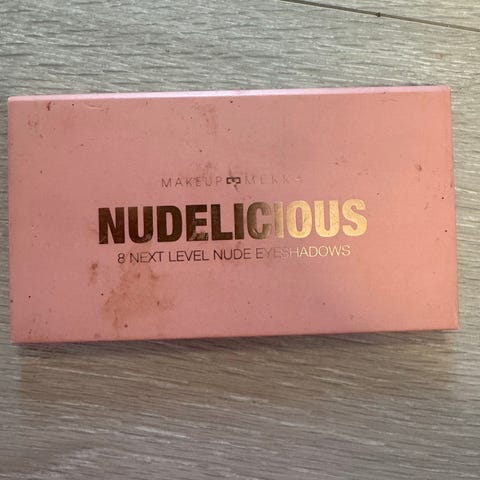 MAKEUP MEKKA
NUDELICIOUS
8 NEXT LEVEL NUDE EYESHADOWS